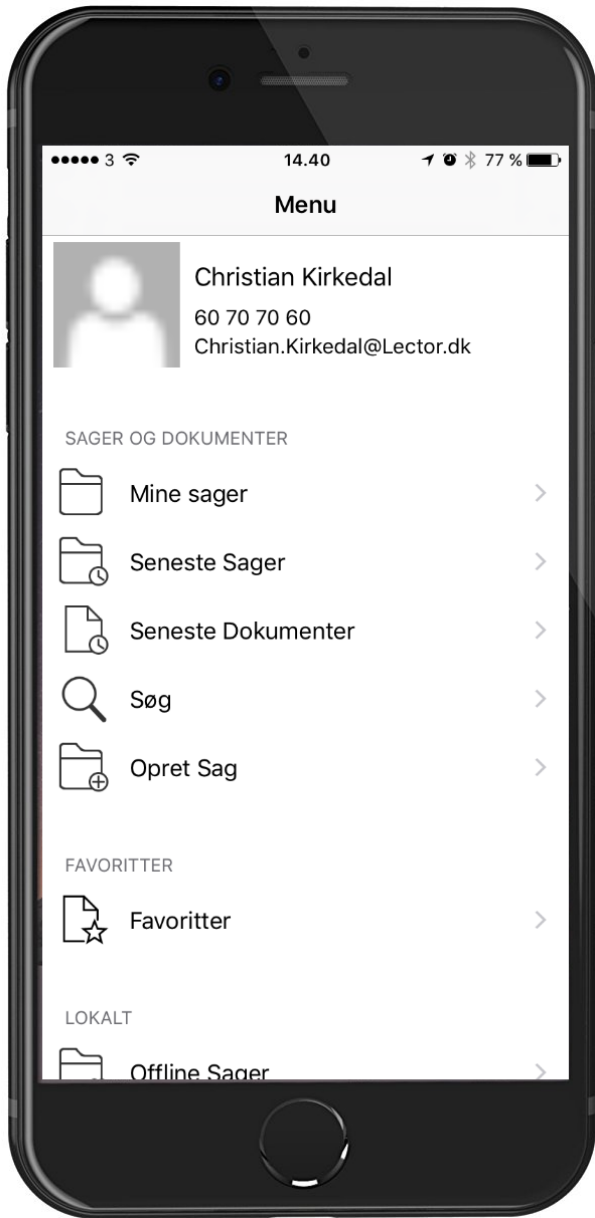 3 14.40 77 %
Menu
Christian Kirkedal
60 70 70 60
Christian.Kirkedal@Lector.dk
SAGER OG DOKUMENTER
Mine sager
Seneste Sager
Seneste Dokumenter
Søg
Opret Sag
FAVORITTER
Favoritter
LOKALT
Offline Sager